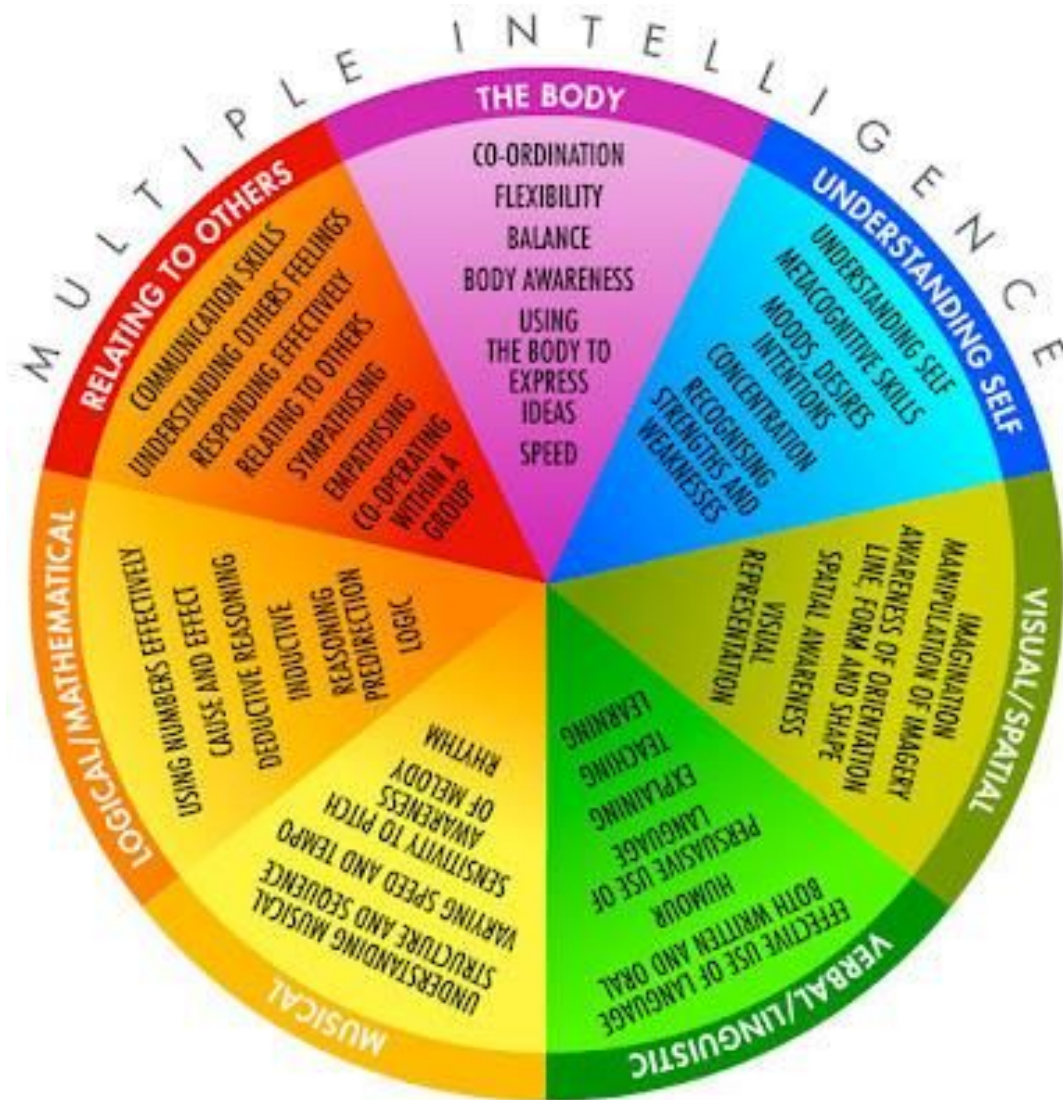 MULTIPLE INTELLIGENCE
THE BODY
CO-ORDINATION
FLEXIBILITY
BALANCE
BODY AWARENESS
USING
THE BODY TO
EXPRESS
IDEAS
SPEED
UNDERSTANDING SELF
UNDERSTANDING SELF
METACOGNITIVE SKILLS
MOODS, DESIRES
INTENTIONS
CONCENTRATION
RECOGNISING
STRENGTHS AND
WEAKNESSES
VISUAL/SPATIAL
IMAGINATION
MANIPULATION OF IMAGERY
AWARENESS OF ORIENTATION
LINE, FORM AND SHAPE
SPATIAL AWARENESS
VISUAL
REPRESENTATION
VERBAL/LINGUISTIC
EFFECTIVE USE OF LANGUAGE
BOTH WRITTEN AND ORAL
HUMOUR
PERSUASIVE USE OF
LANGUAGE
EXPLAINING
TEACHING
LEARNING
MUSICAL
UNDERSTANDING MUSICAL
STRUCTURE AND SEQUENCE
VARYING SPEED AND TEMPO
SENSITIVITY TO PITCH
AWARENESS
OF MELODY
RHYTHM
LOGICAL/MATHEMATICAL
USING NUMBERS EFFECTIVELY
CAUSE AND EFFECT
DEDUCTIVE REASONING
INDUCTIVE
REASONING
PREDIRECTION
LOGIC
RELATING TO OTHERS
COMMUNICATION SKILLS
UNDERSTANDING OTHERS FEELINGS
RESPONDING EFFECTIVELY
RELATING TO OTHERS
SYMPATHISING
EMPATHISING
CO-OPERATING
WITHIN A
GROUP